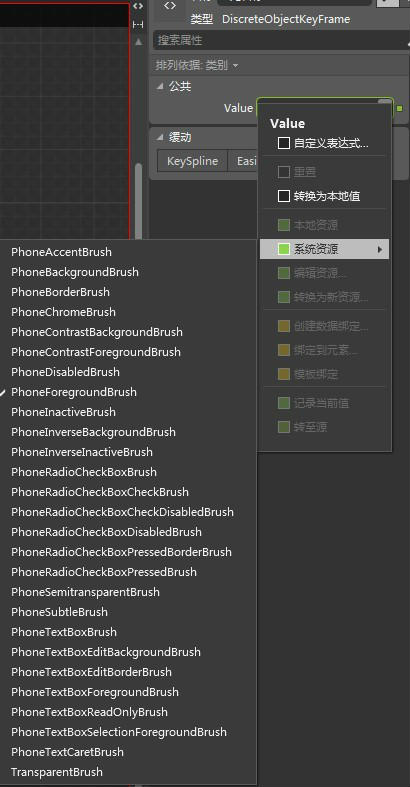 类型 DiscreteObjectKeyFrame
搜索属性
排列依据: 类别
公共
Value
缓动
KeySpline Easi
Value
自定义表达式...
重置
转换为本地值
本地资源
系统资源
编辑资源...
转换为新资源...
创建数据绑定...
绑定到元素...
模板绑定
记录当前值
转至源
PhoneAccentBrush
PhoneBackgroundBrush
PhoneBorderBrush
PhoneChromeBrush
PhoneContrastBackgroundBrush
PhoneContrastForegroundBrush
PhoneDisabledBrush
PhoneForegroundBrush
PhoneInactiveBrush
PhoneInverseBackgroundBrush
PhoneInverseInactiveBrush
PhoneRadioCheckBoxBrush
PhoneRadioCheckBoxCheckBrush
PhoneRadioCheckBoxCheckDisabledBrush
PhoneRadioCheckBoxDisabledBrush
PhoneRadioCheckBoxPressedBorderBrush
PhoneRadioCheckBoxPressedBrush
PhoneSemitransparentBrush
PhoneSubtleBrush
PhoneTextBoxBrush
PhoneTextBoxEditBackgroundBrush
PhoneTextBoxEditBorderBrush
PhoneTextBoxForegroundBrush
PhoneTextBoxReadOnlyBrush
PhoneTextBoxSelectionForegroundBrush
PhoneTextCaretBrush
TransparentBrush